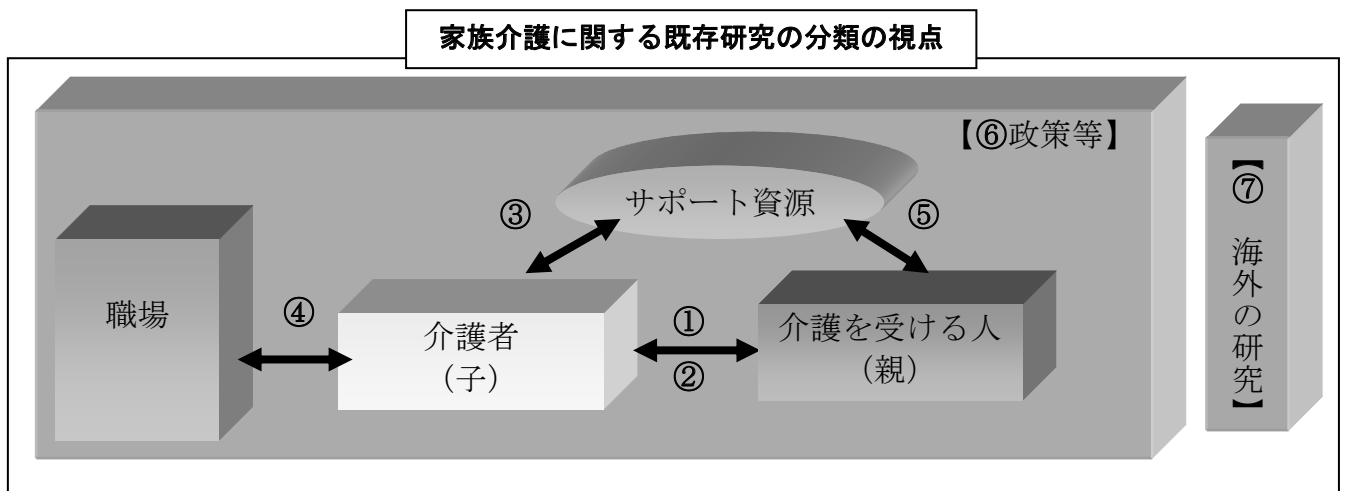 家族介護に関する既存研究の分類の視点
【⑥政策等】
サポート資源
③
⑤
職場
④
介護者
（子）
①
②
介護を受ける人
（親）
【⑦ 海外の研究】